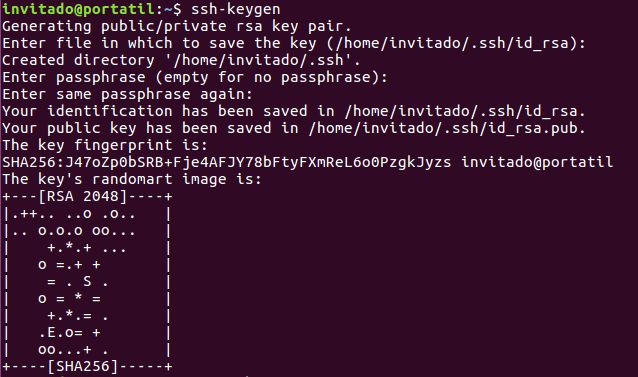 invitado@portatil:~$ ssh-keygen
Generating public/private rsa key pair.
Enter file in which to save the key (/home/invitado/.ssh/id_rsa):
Created directory '/home/invitado/.ssh'.
Enter passphrase (empty for no passphrase):
Enter same passphrase again:
Your identification has been saved in /home/invitado/.ssh/id_rsa.
Your public key has been saved in /home/invitado/.ssh/id_rsa.pub.
The key fingerprint is:
SHA256:J47oZp0bSRB+Fje4AFJY78bFtyFXmReL6o0PzgkJyzs invitado@portatil
The key's randomart image is:
+---[RSA 2048]----+
|.++.. ..o .o..   |
|.. o.o.o oo...   |
|    +.*.+ ...    |
|   o =.+ +       |
|    = . S .      |
|   o = * =       |
|    +.*.= .      |
|   .E.o= +       |
|   oo...+ .      |
+----[SHA256]-----+